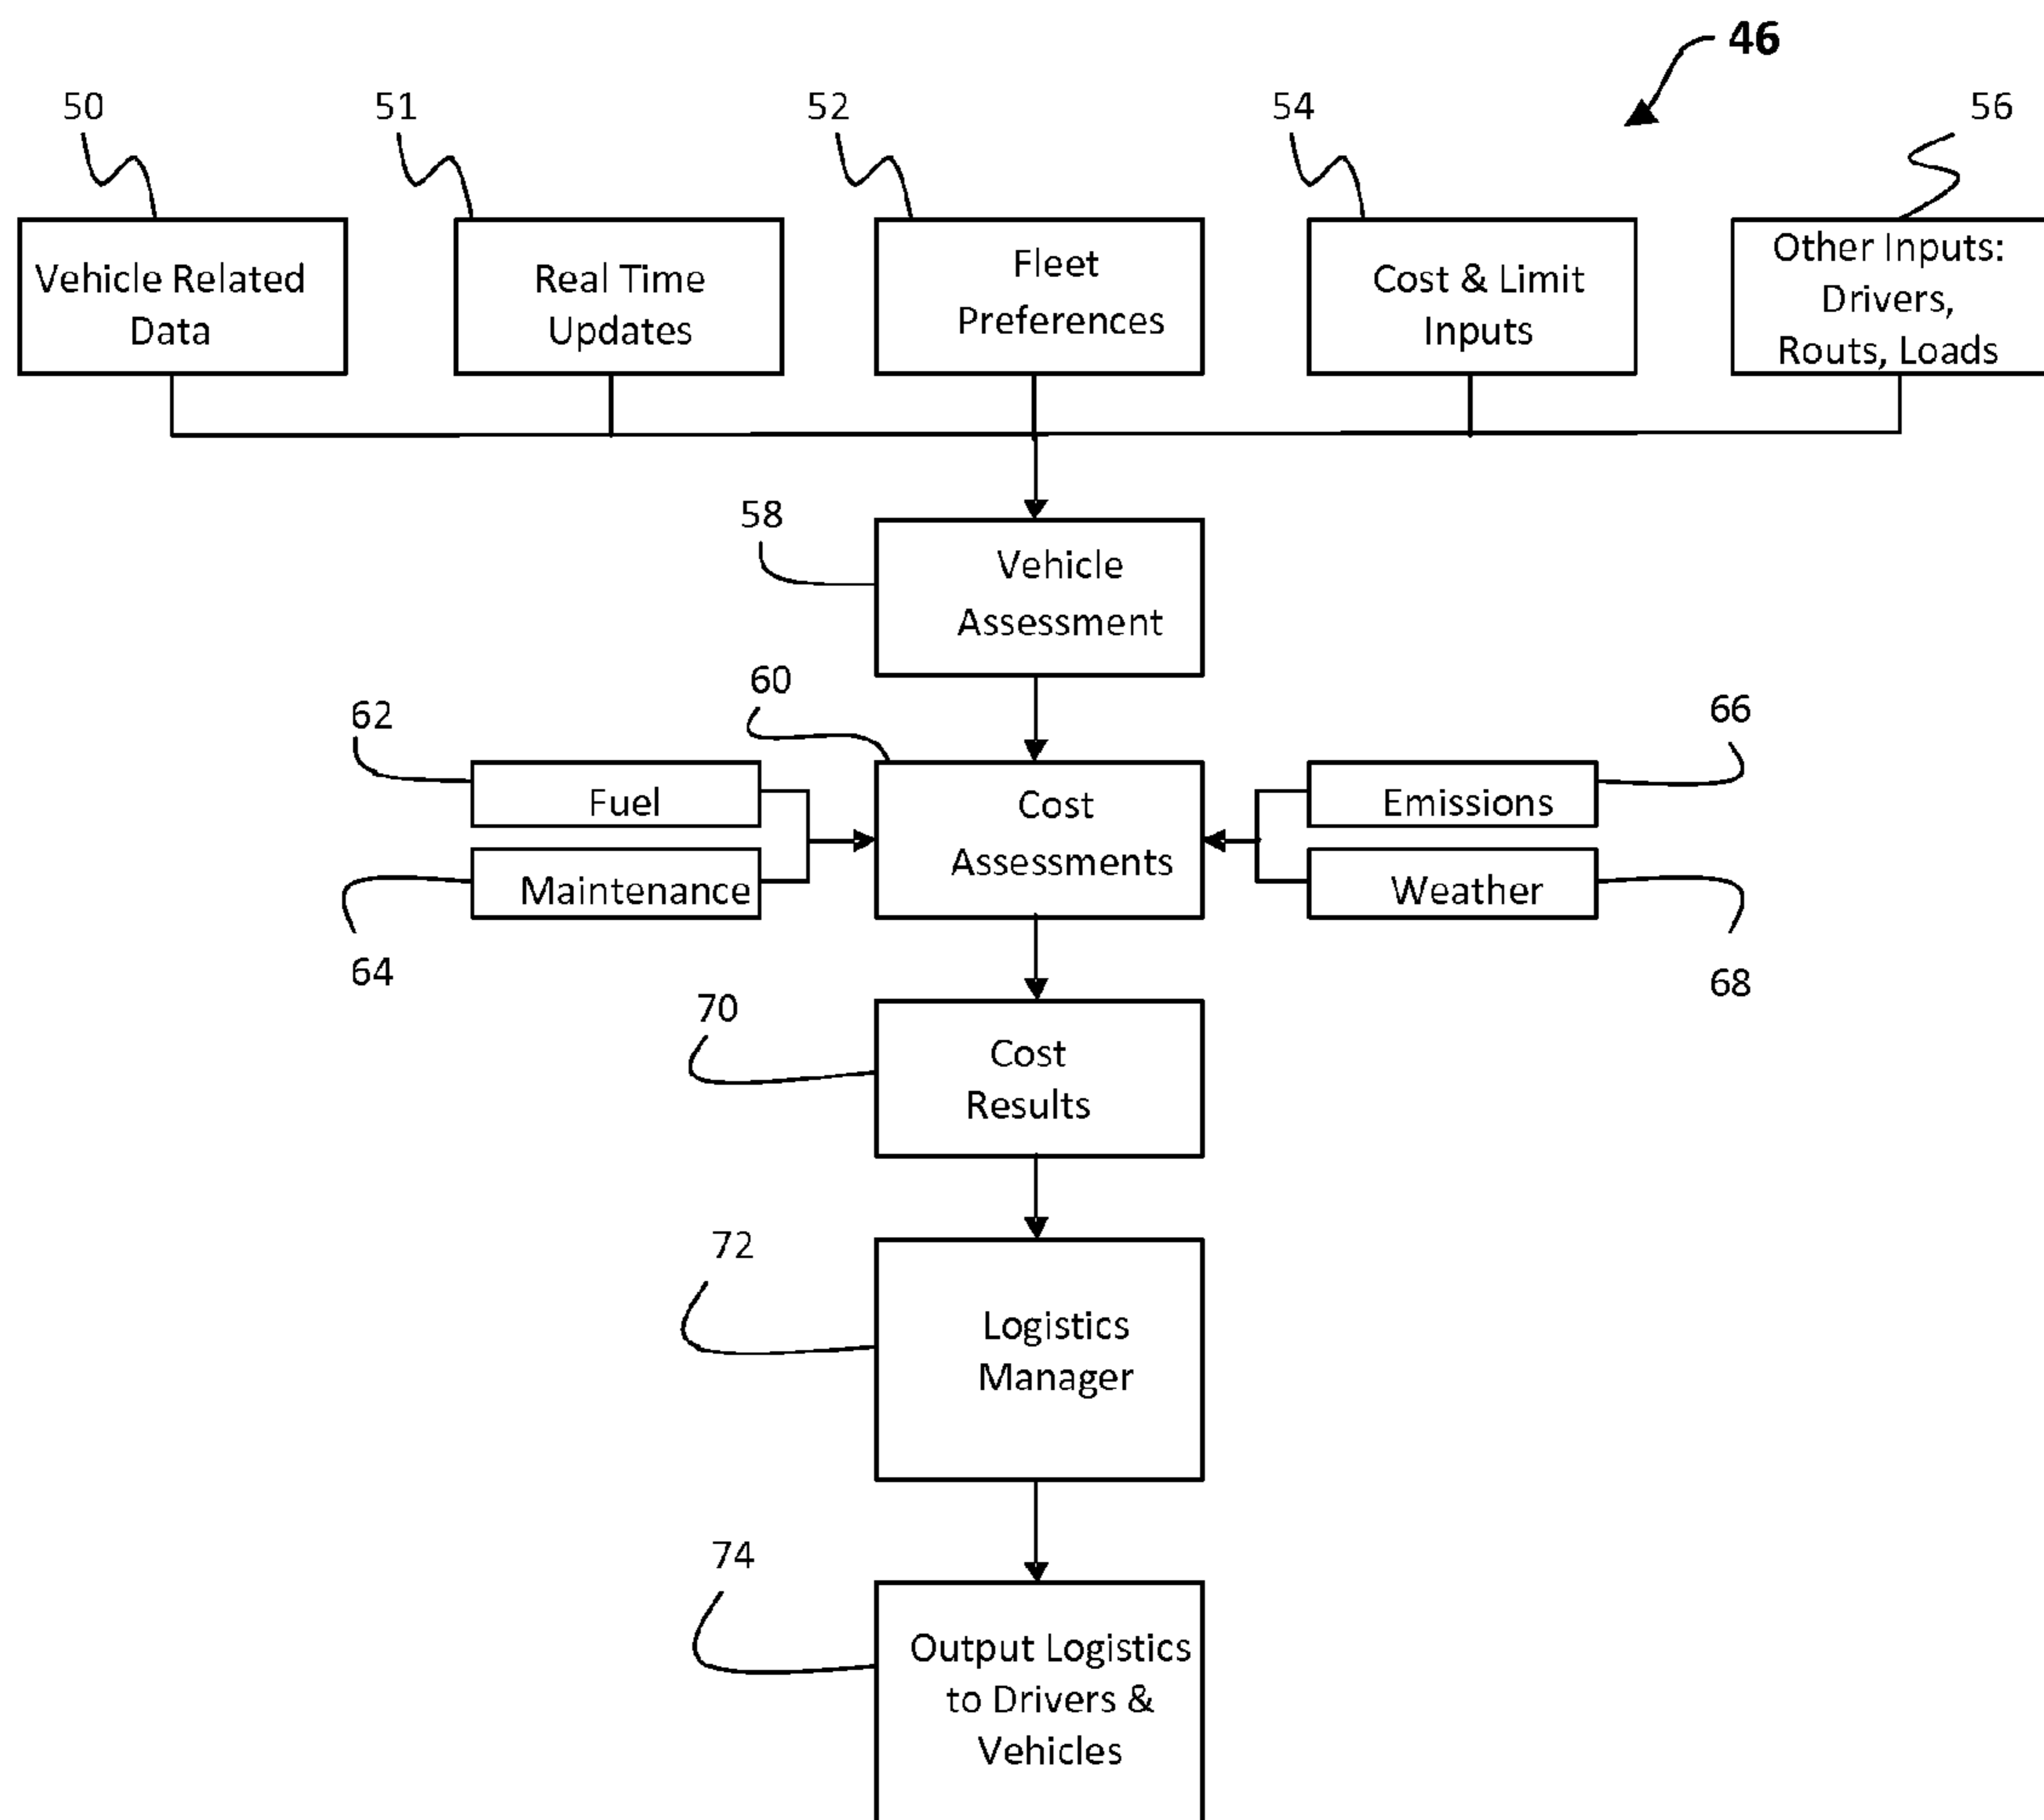 46
50
51
52
54
56
Vehicle Related
Data
Real Time
Updates
Fleet
Preferences
Cost & Limit
Inputs
Other Inputs:
Drivers,
Routs, Loads
58
Vehicle
Assessment
60
62
66
Fuel
Maintenance
Cost
Assessments
Emissions
Weather
64
68
70
Cost
Results
72
Logistics
Manager
74
Output Logistics
to Drivers &
Vehicles